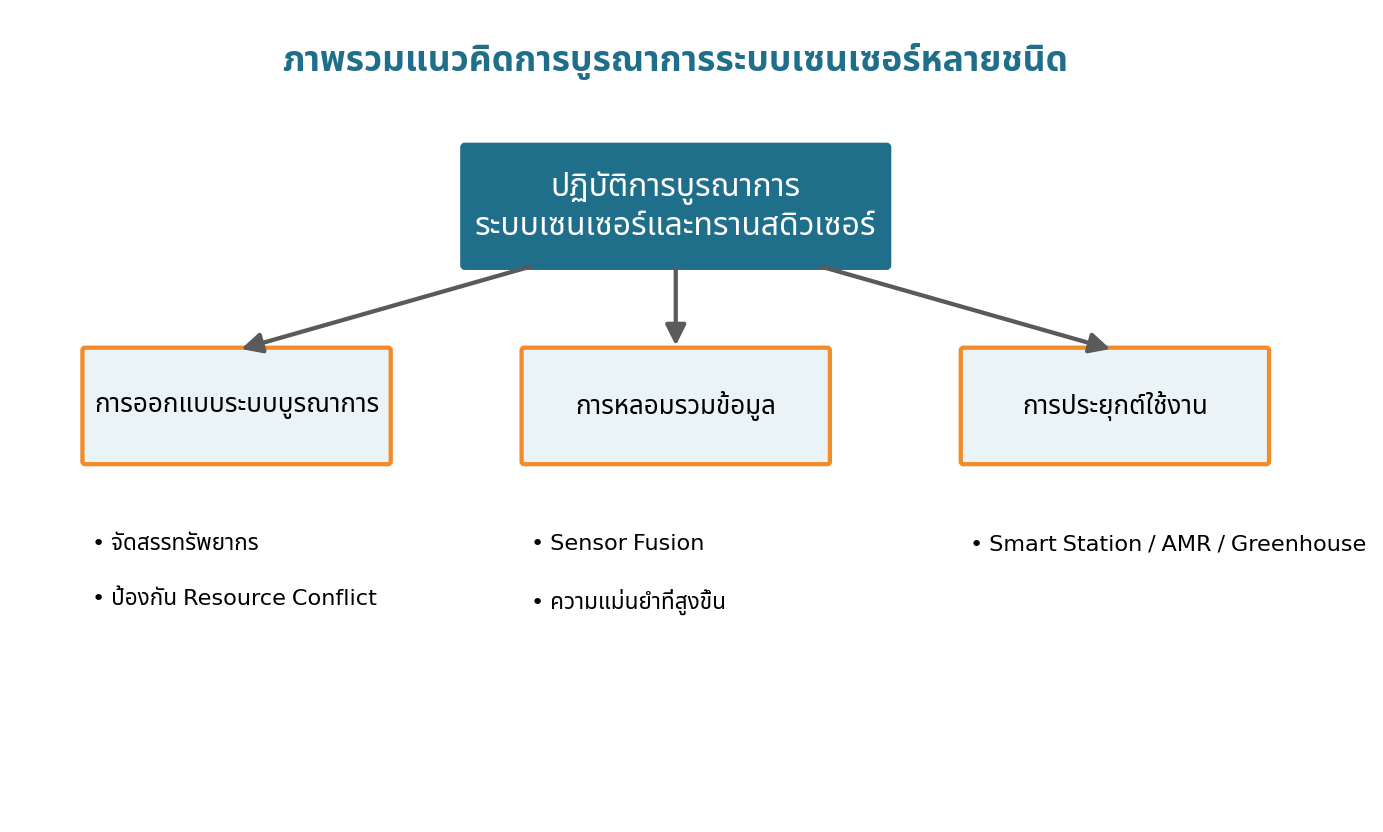 ภาพรวมแนวคิดการบูรณาการระบบเซนเซอร์หลายชนิด
ปฏิบัติการบูรณาการ
ระบบเซนเซอร์และทรานสดิวเซอร์
การออกแบบระบบบูรณาการ
การหลอมรวมข้อมูล
การประยุกต์ใช้งาน
• จัดสรรทรัพยากร
• ป้องกัน Resource Conflict
• Sensor Fusion
• ความแม่นยำที่สูงขึ้น
• Smart Station / AMR / Greenhouse